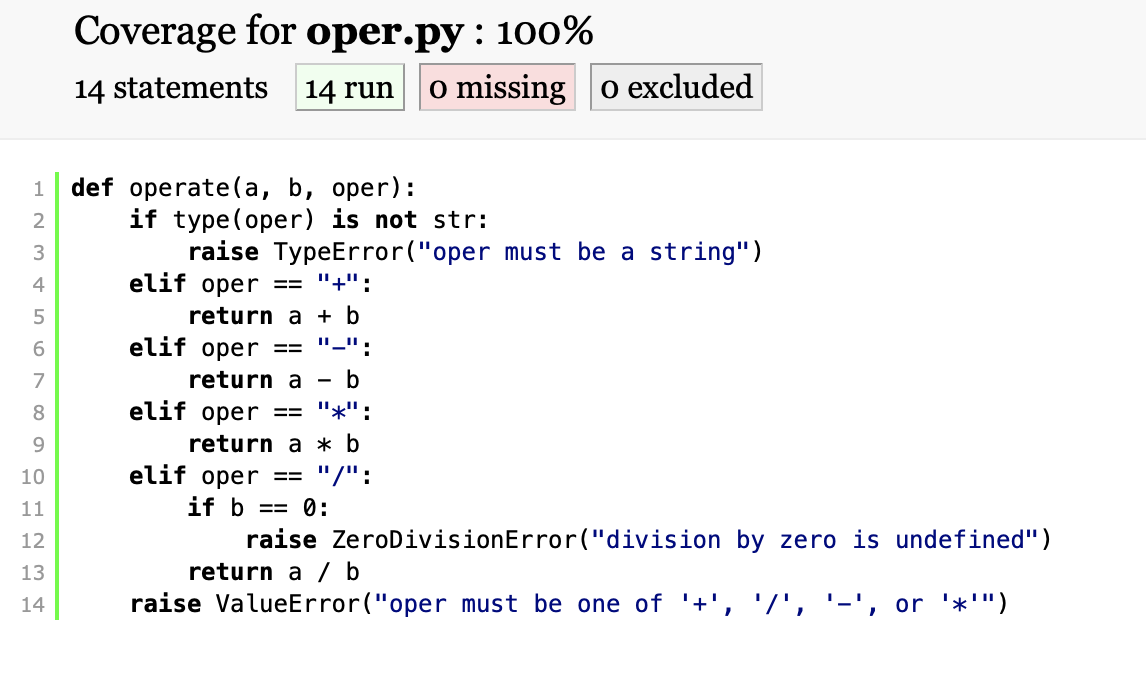 Coverage for oper.py : 100%
14 statements 14 run 0 missing 0 excluded
1 def operate(a, b, oper):
2     if type(oper) is not str:
3         raise TypeError("oper must be a string")
4     elif oper == "+":
5         return a + b
6     elif oper == "-":
7         return a - b
8     elif oper == "*":
9         return a * b
10     elif oper == "/":
11         if b == 0:
12             raise ZeroDivisionError("division by zero is undefined")
13         return a / b
14     raise ValueError("oper must be one of '+', '/', '-', or '*'")